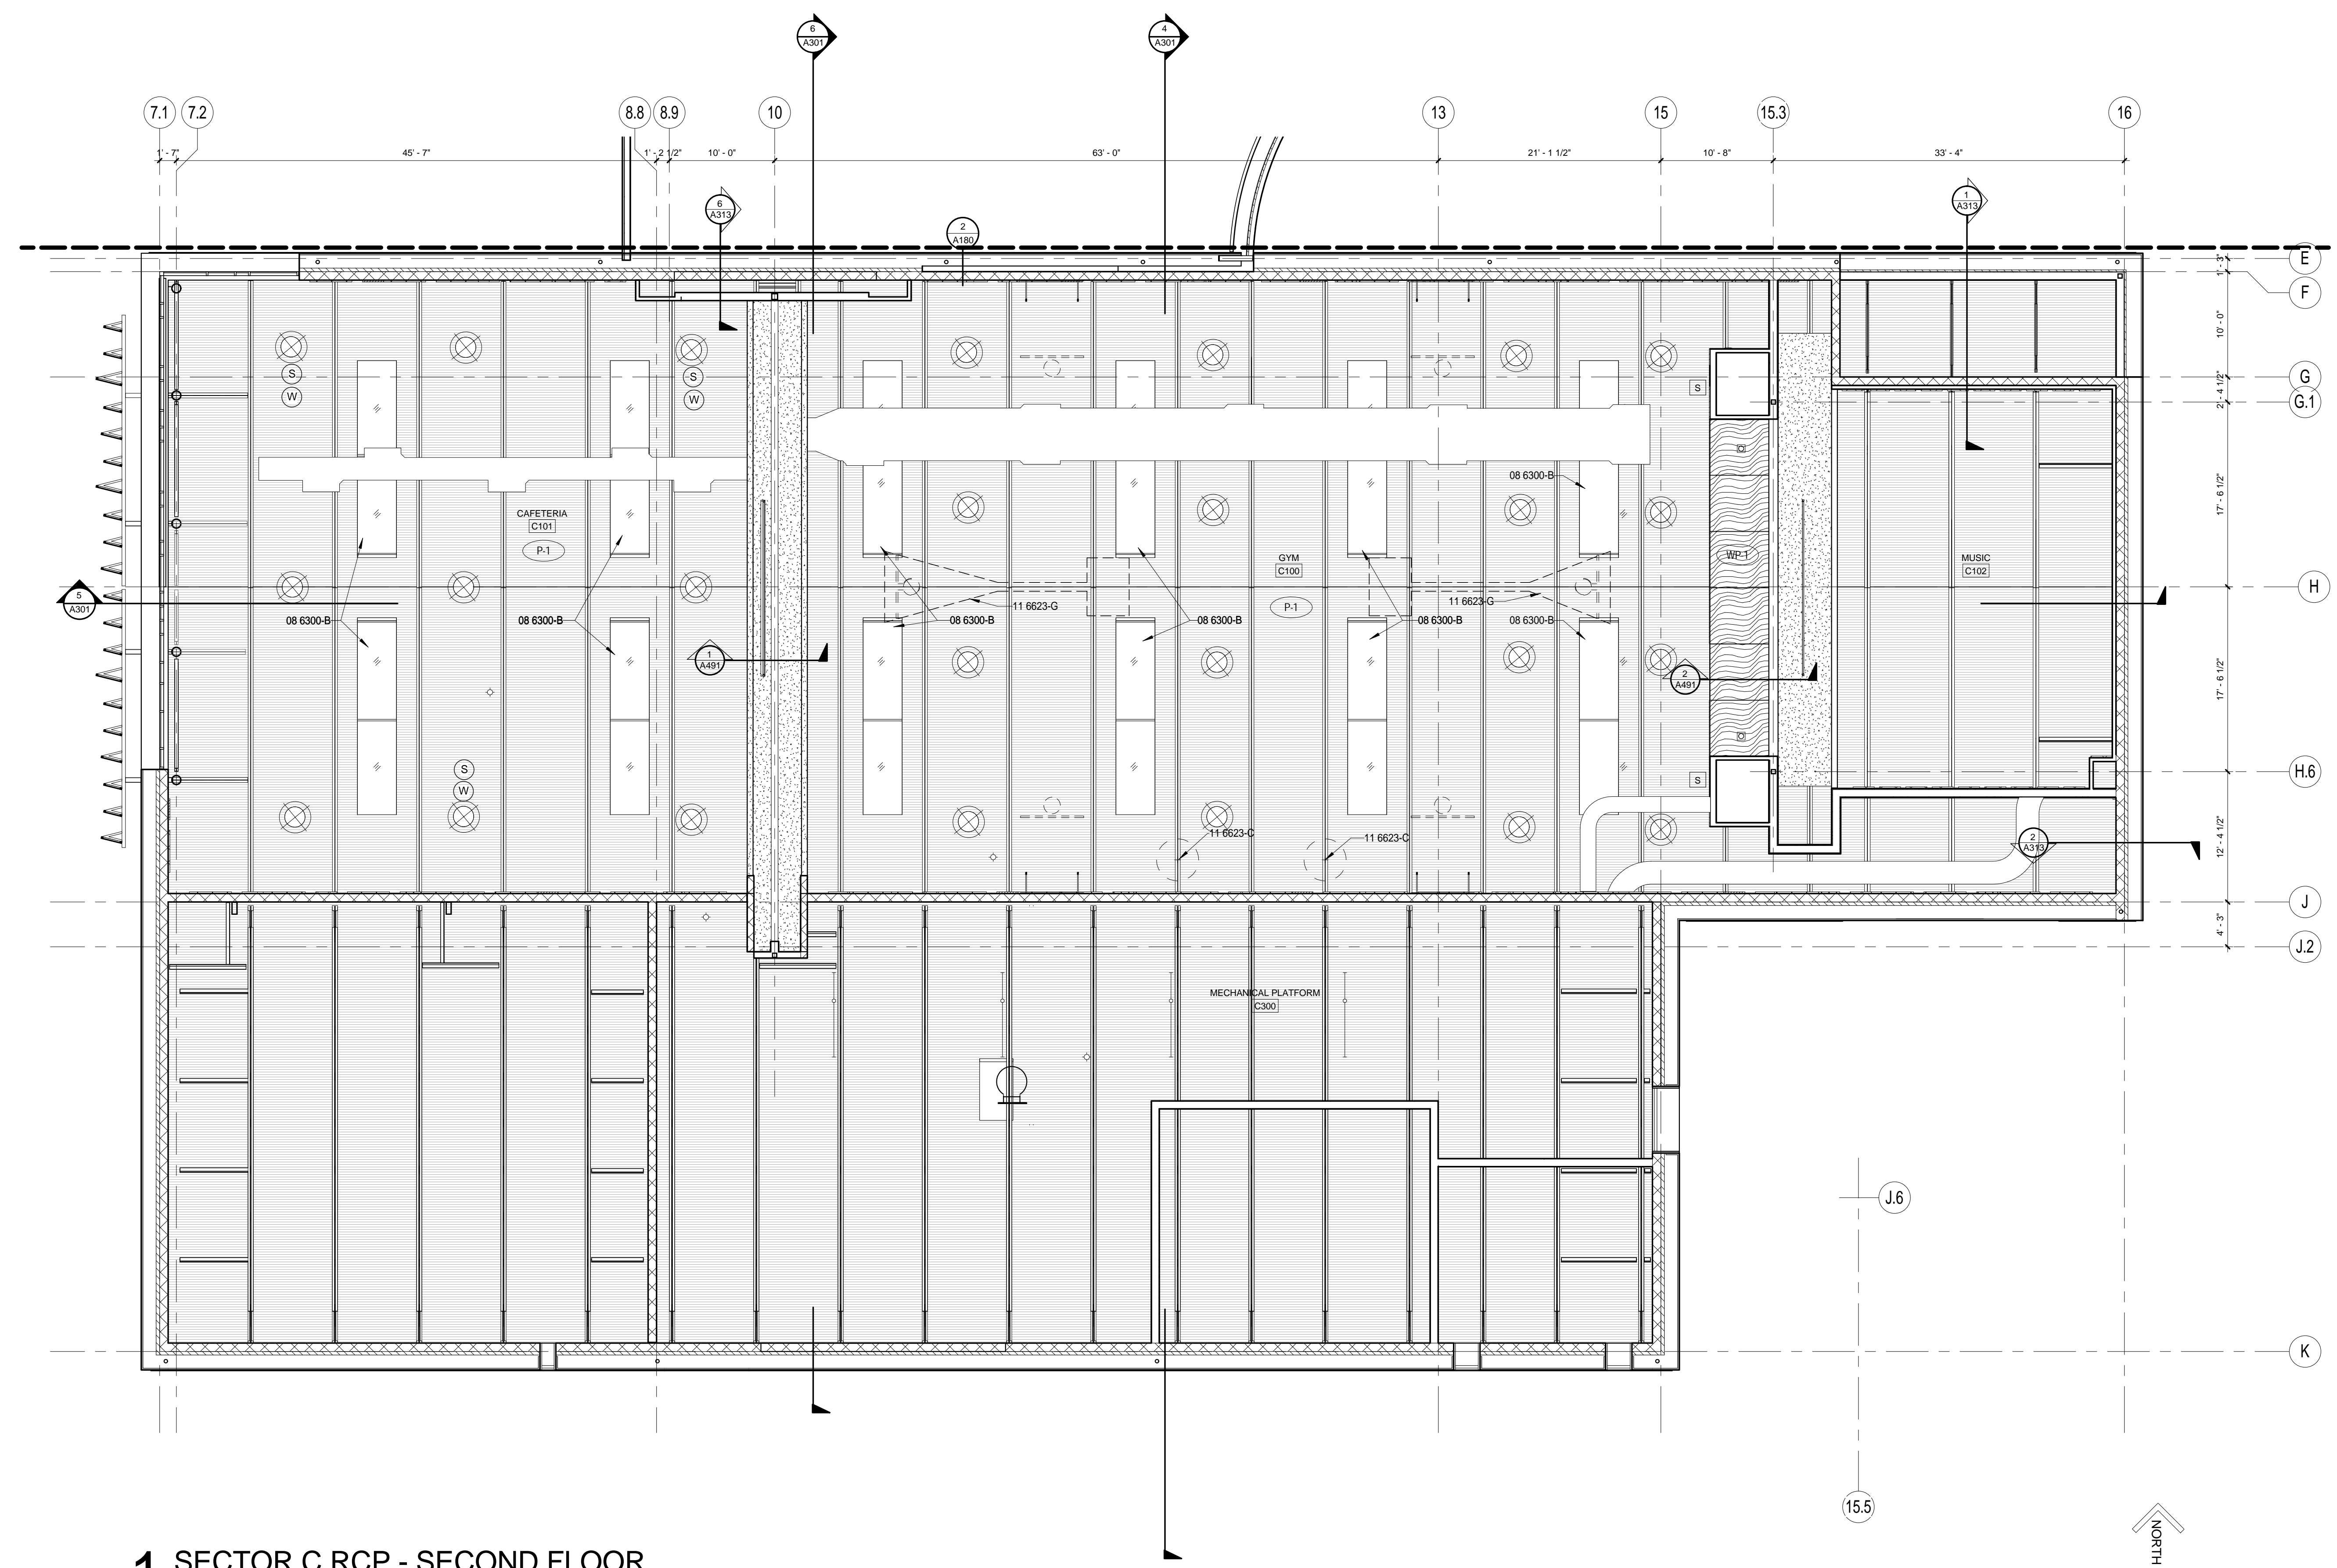 6
A301
4
A301
7.1
7.2
8.8
8.9
10
13
15
15.3
16
1' - 7"
45' - 7"
1' - 2 1/2"
10' - 0"
63' - 0"
21' - 1 1/2"
10' - 8"
33' - 4"
6
A313
2
A180
1
A313
E
1' - 3"
F
10' - 0"
G
2' - 4 1/2"
G.1
S
W
S
W
S
08 6300-B
17' - 6 1/2"
CAFETERIA
C101
P-1
GYM
C100
WP-1
MUSIC
C102
H
5
A301
11 6623-G
P-1
11 6623-G
08 6300-B
08 6300-B
08 6300-B
08 6300-B
08 6300-B
08 6300-B
1
A491
2
A491
17' - 6 1/2"
S
W
S
H.6
11 6623-C
11 6623-C
2
A313
12' - 4 1/2"
J
4' - 3"
J.2
MECHANICAL PLATFORM
C300
J.6
K
15.5
NORTH
1 SECTOR C RCP - SECOND FLOOR